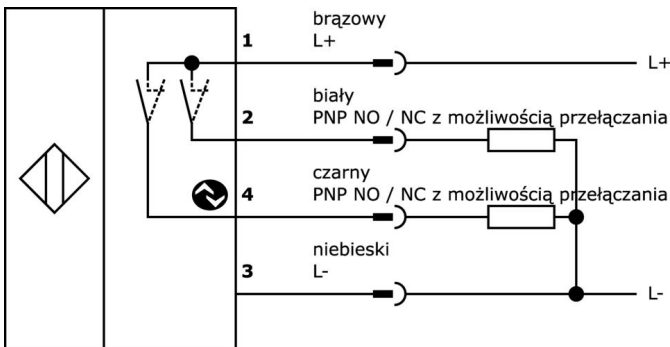 brązowy
1 L+
L+
biały
2 PNP NO / NC z możliwością przełączania
czarny
4 PNP NO / NC z możliwością przełączania
niebieski
3 L-
L-